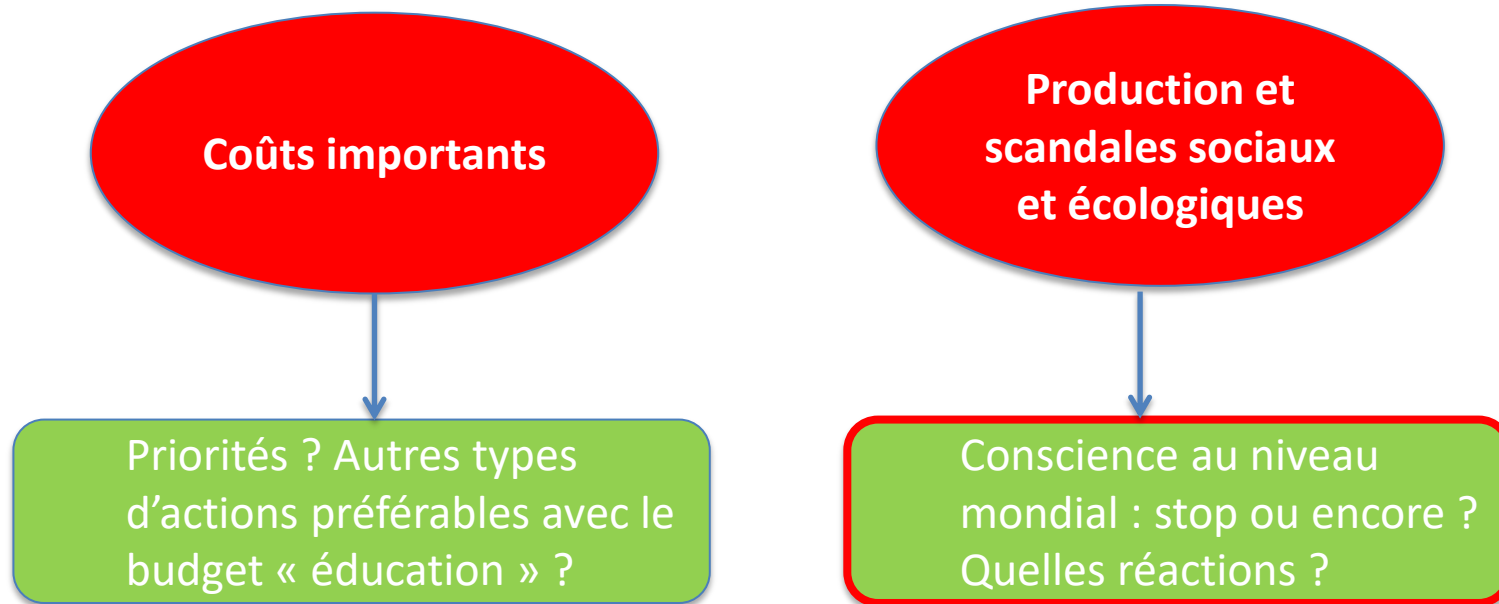 Coûts importants
Production et
scandales sociaux
et écologiques
Priorités ? Autres types
d’actions préférables avec le
budget « éducation » ?
Conscience au niveau
mondial : stop ou encore ?
Quelles réactions ?